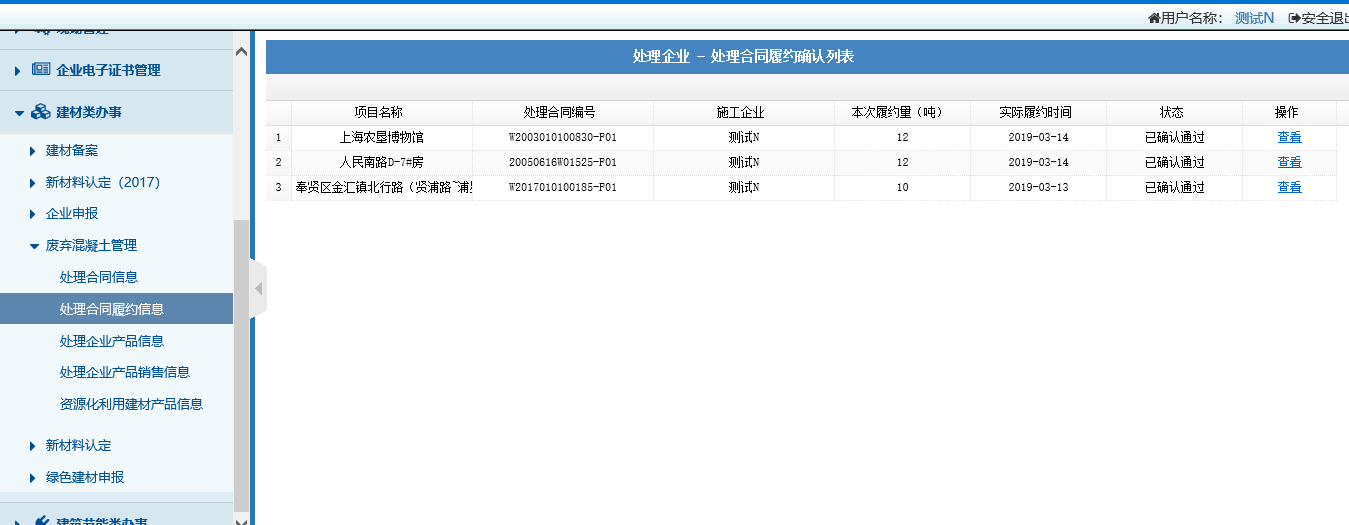 用户名称: 测试N 安全退出
企业电子证书管理
建材类办事
建材备案
新材料认定（2017）
企业申报
废弃混凝土管理
处理合同信息
处理合同履约信息
处理企业产品信息
处理企业产品销售信息
资源化利用建材产品信息
新材料认定
绿色建材申报
建筑节能类办事
处理企业 - 处理合同履约确认列表
项目名称 处理合同编号 施工企业 本次履约量（吨） 实际履约时间 状态 操作
1 上海农垦博物馆 W2003010100830-F01 测试N 12 2019-03-14 已确认通过 查看
2 人民南路D-7#房 20050616W01525-F01 测试N 12 2019-03-14 已确认通过 查看
3 奉贤区金汇镇北行路（贤浦路~浦星 W2017010100185-F01 测试N 10 2019-03-13 已确认通过 查看